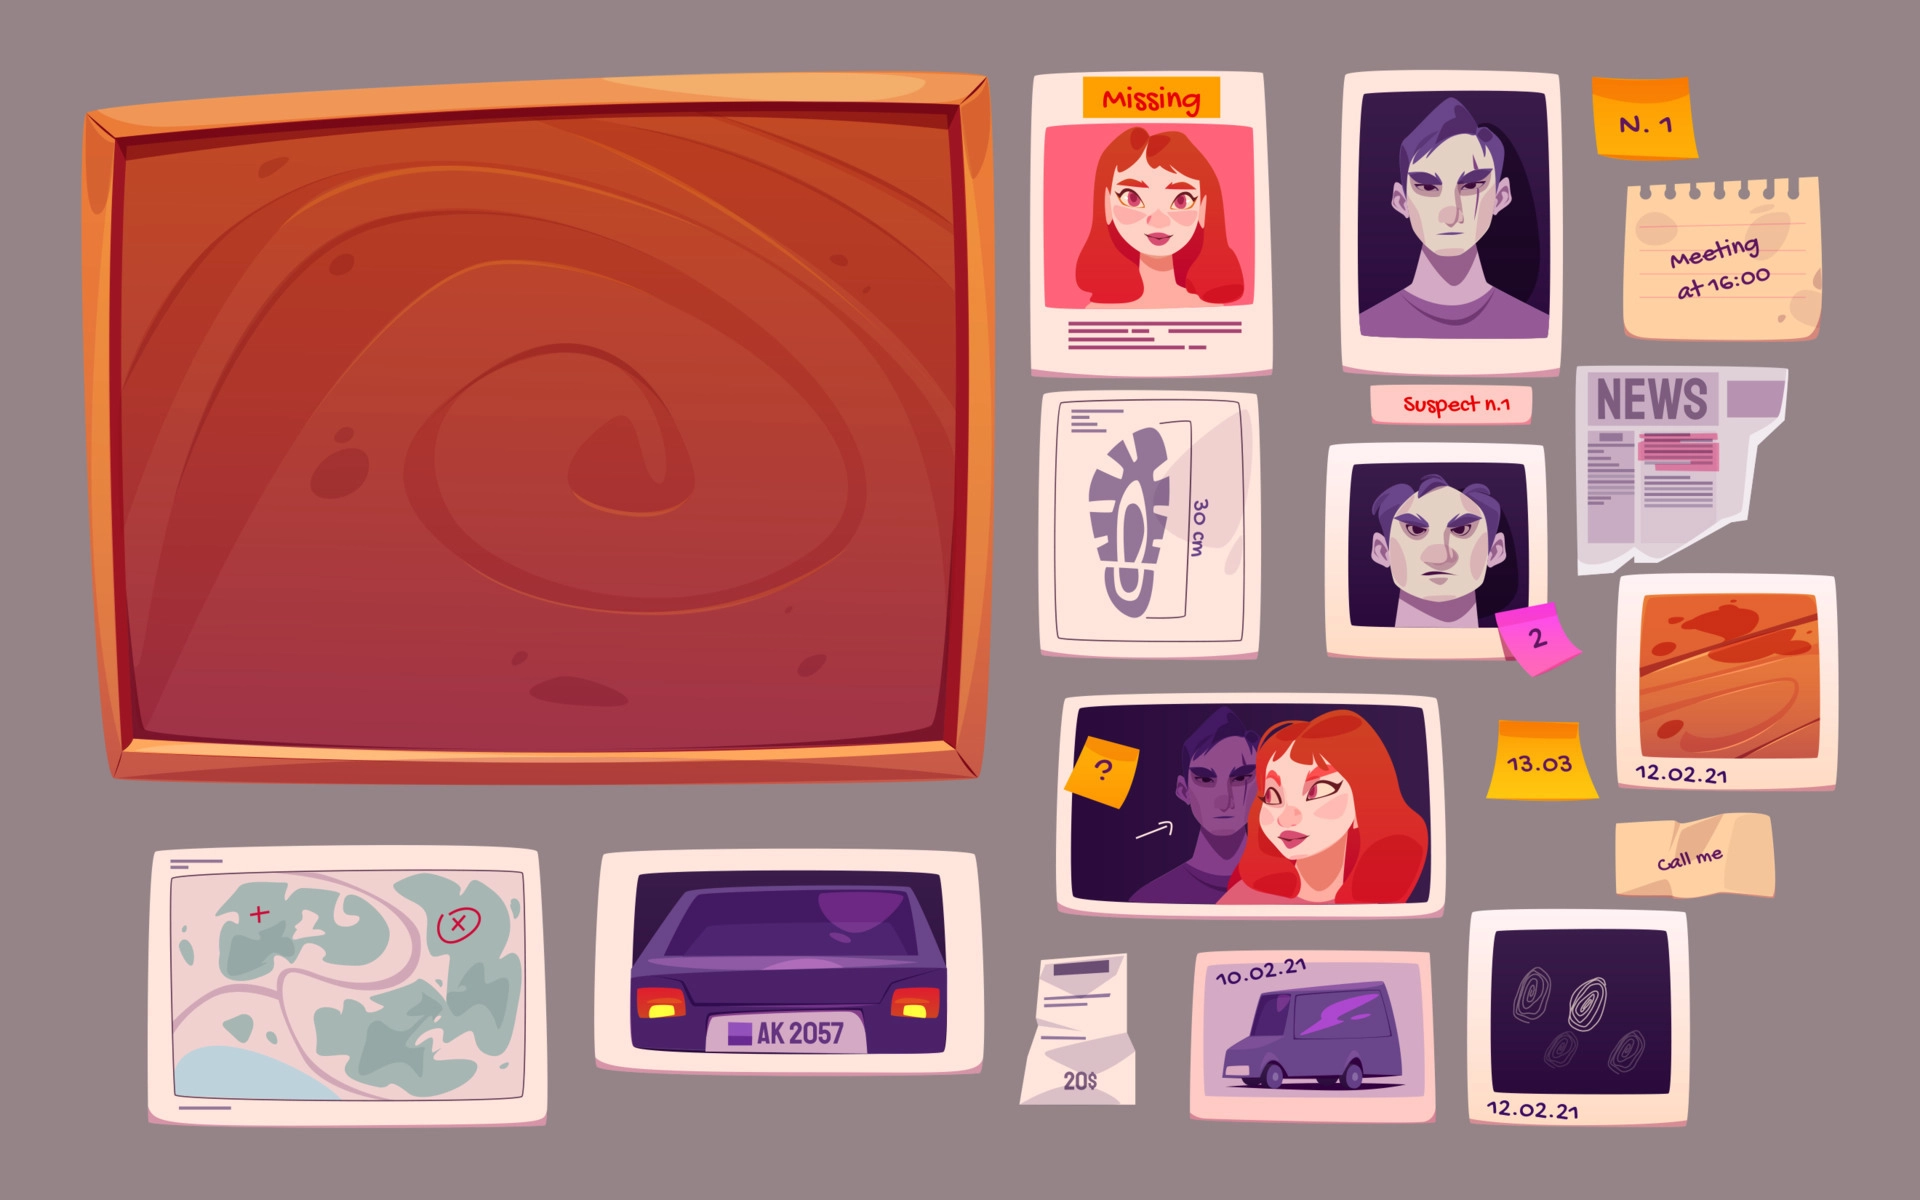 Missing
N. 1
Meeting
at 16:00
Suspect n.1
NEWS
30 cm
2
?
13.03
12.02.21
Call me
AK 2057
20$
10.02.21
12.02.21